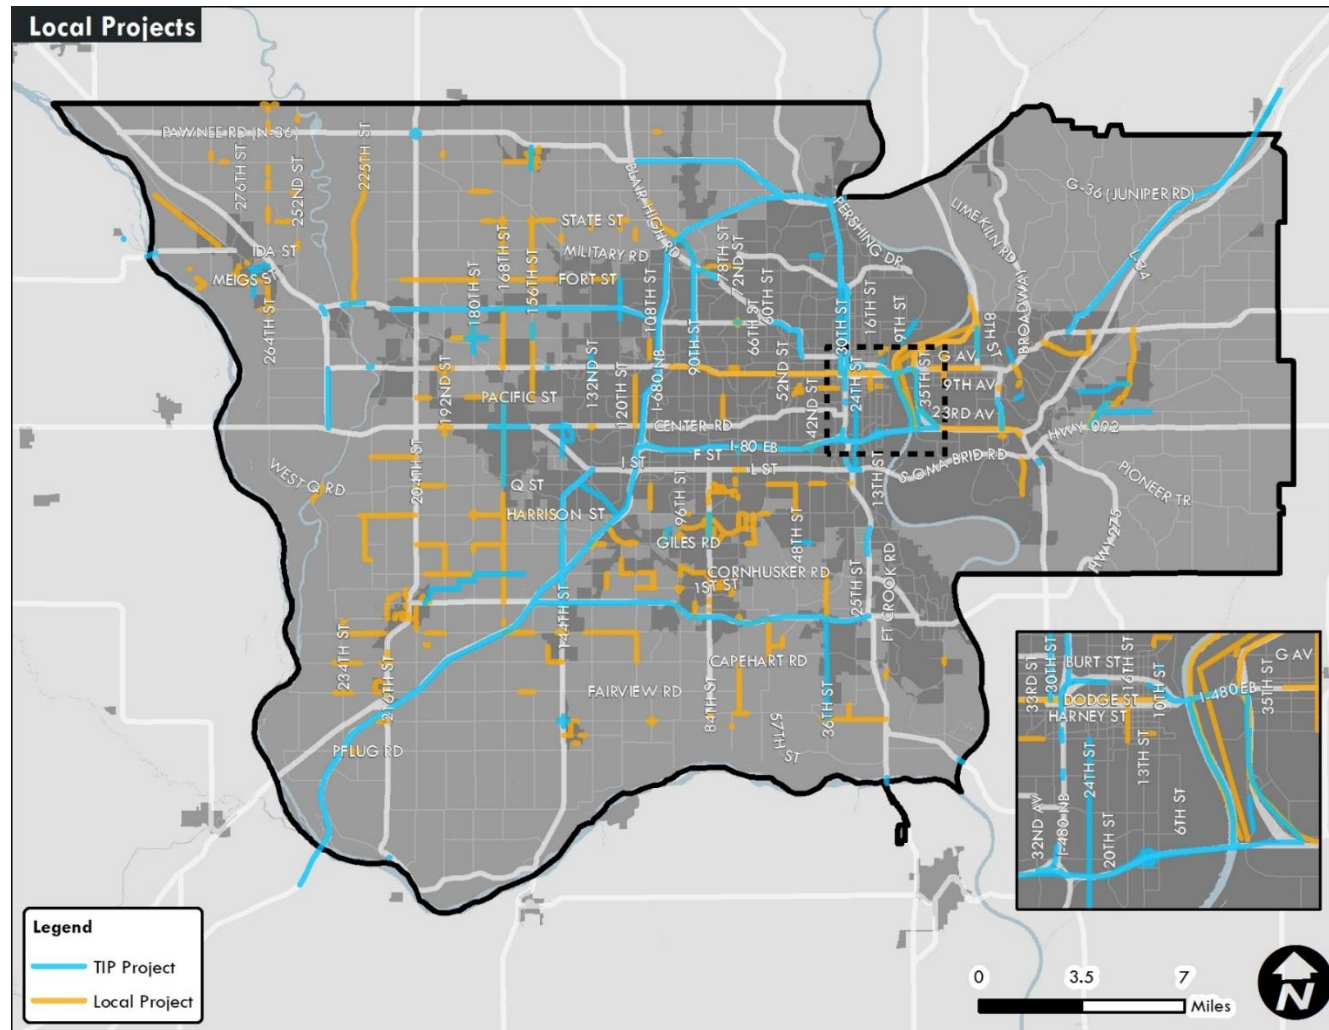 Local Projects
PAWNEE RD (N-36)
276TH ST
252ND ST
225TH ST
BLAIR HIGH RD
PERSHING DR
LIME KILN RD
G-36 (JUNIPER RD)
L-34
IDA ST
MEIGS S
264TH ST
STATE ST
MILITARY RD
FORT ST
180TH ST
168TH ST
156TH ST
108TH ST
78TH ST
72ND ST
60TH ST
66TH ST
90TH ST
I-680 NB
30TH ST
16TH ST
9TH ST
8TH ST
BROADWAY
G AV
9TH AV
35TH ST
23RD AV
24TH ST
52ND ST
42ND ST
192ND ST
PACIFIC ST
132ND ST
120TH ST
CENTER RD
I-80 EB
F ST
I ST
L ST
HWY 092
S OMA BRID RD
PIONEER TR
HWY 275
13TH ST
WEST Q RD
204TH ST
Q ST
HARRISON ST
96TH ST
GILES RD
48TH ST
CORNHUSKER RD
1ST ST
25TH ST
FT CROOK RD
144TH ST
234TH ST
216TH ST
CAPEHART RD
FAIRVIEW RD
84TH ST
57TH ST
36TH ST
PFLUG RD
33RD ST
30TH ST
BURT ST
16TH ST
10TH ST
I-480 EB
35TH ST
G AV
DODGE ST
HARNEY ST
24TH ST
13TH ST
6TH ST
32ND AV
I-480 NB
20TH ST
Legend
TIP Project
Local Project
0 3.5 7
Miles
N